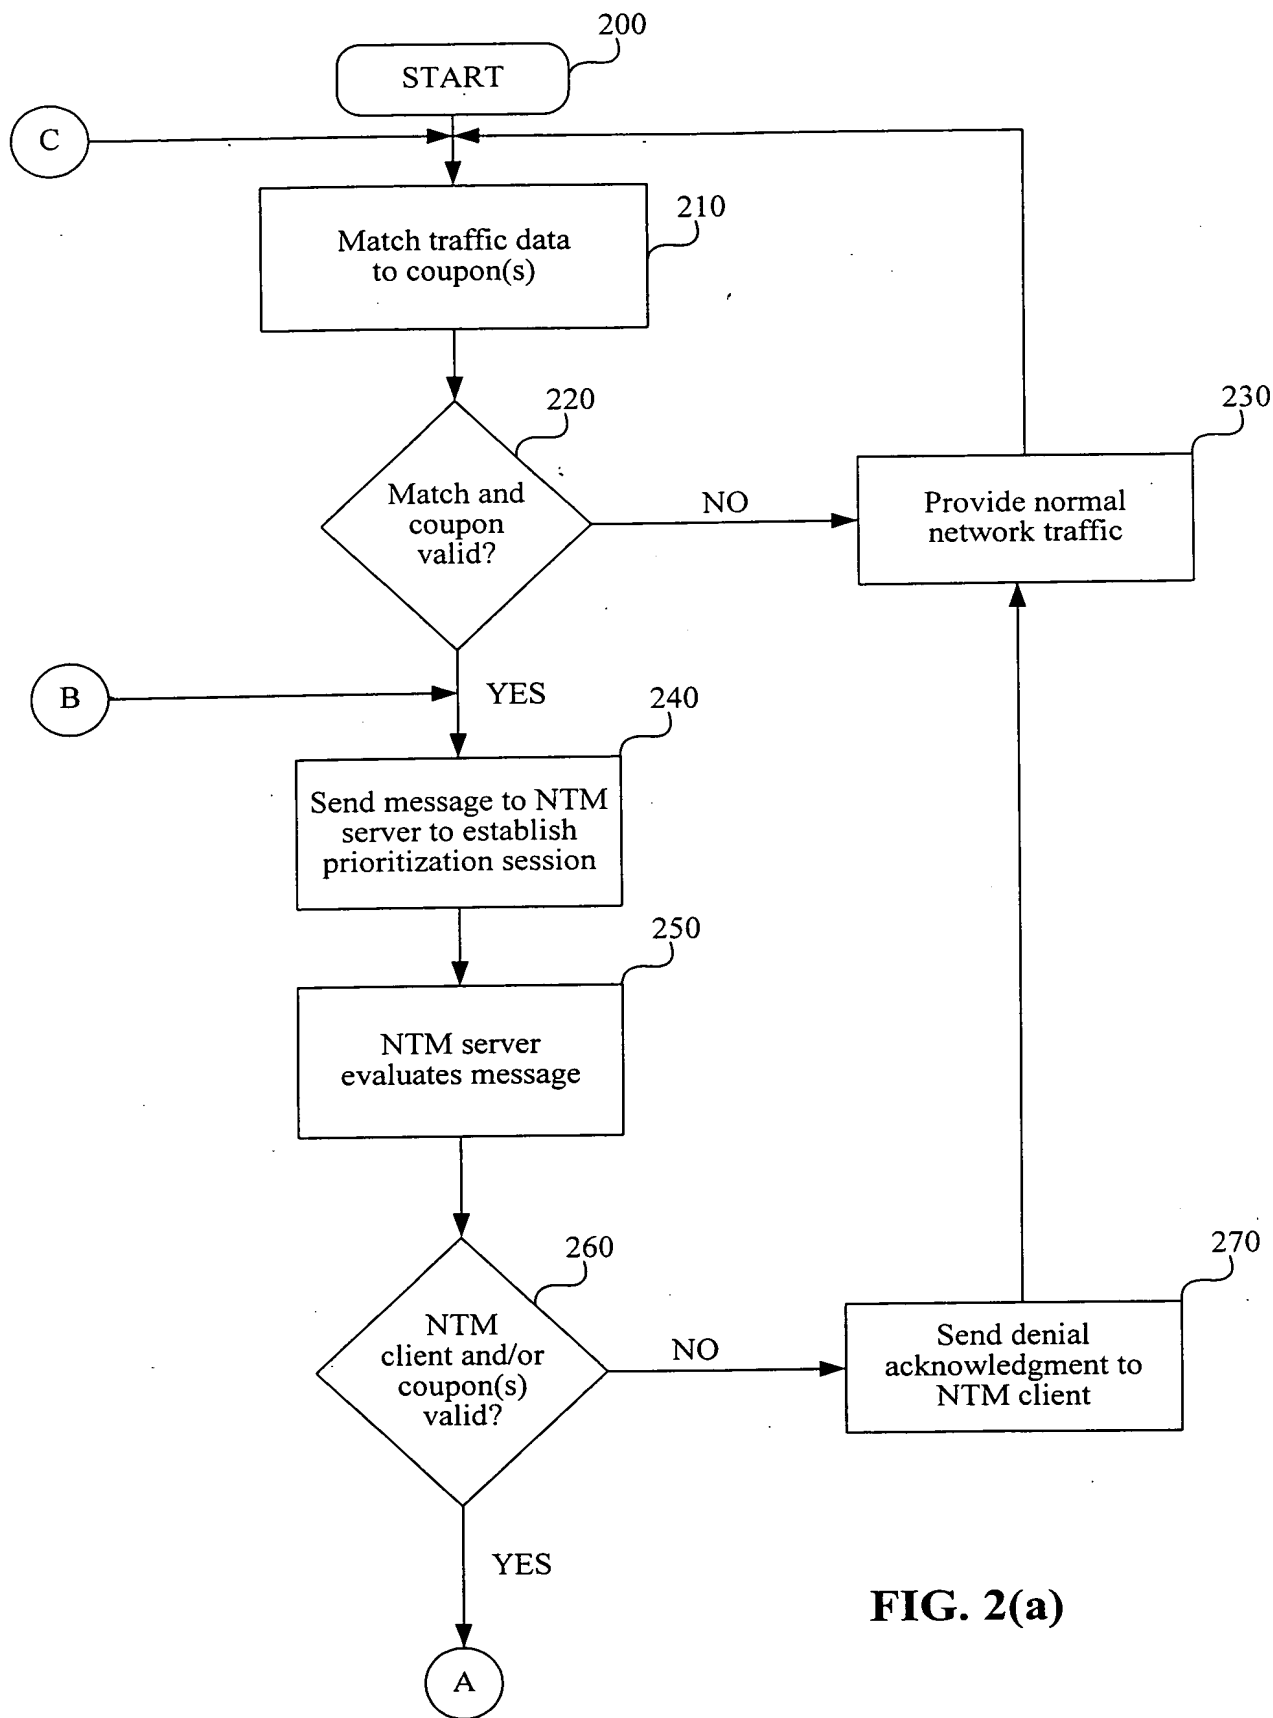 200
START
C
210
Match traffic data
to coupon(s)
220
230
Match and
coupon
valid?
NO
Provide normal
network traffic
B
YES
240
Send message to NTM
server to establish
prioritization session
250
NTM server
evaluates message
260
270
NTM
client and/or
coupon(s)
valid?
NO
Send denial
acknowledgment to
NTM client
YES
FIG. 2(a)
A